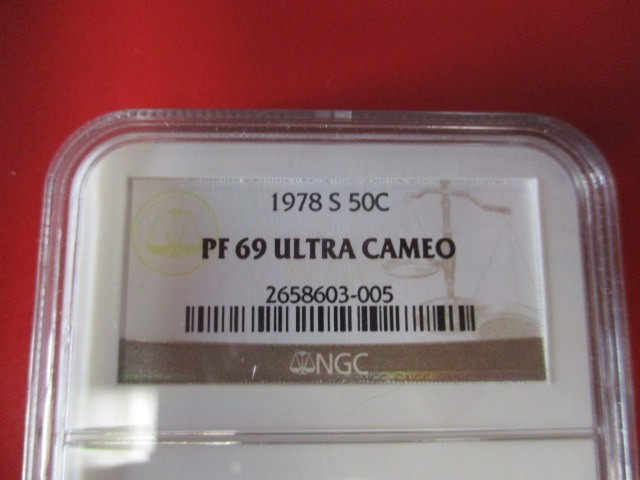 1978 S 50C
PF 69 ULTRA CAMEO
2658603-005
NGC